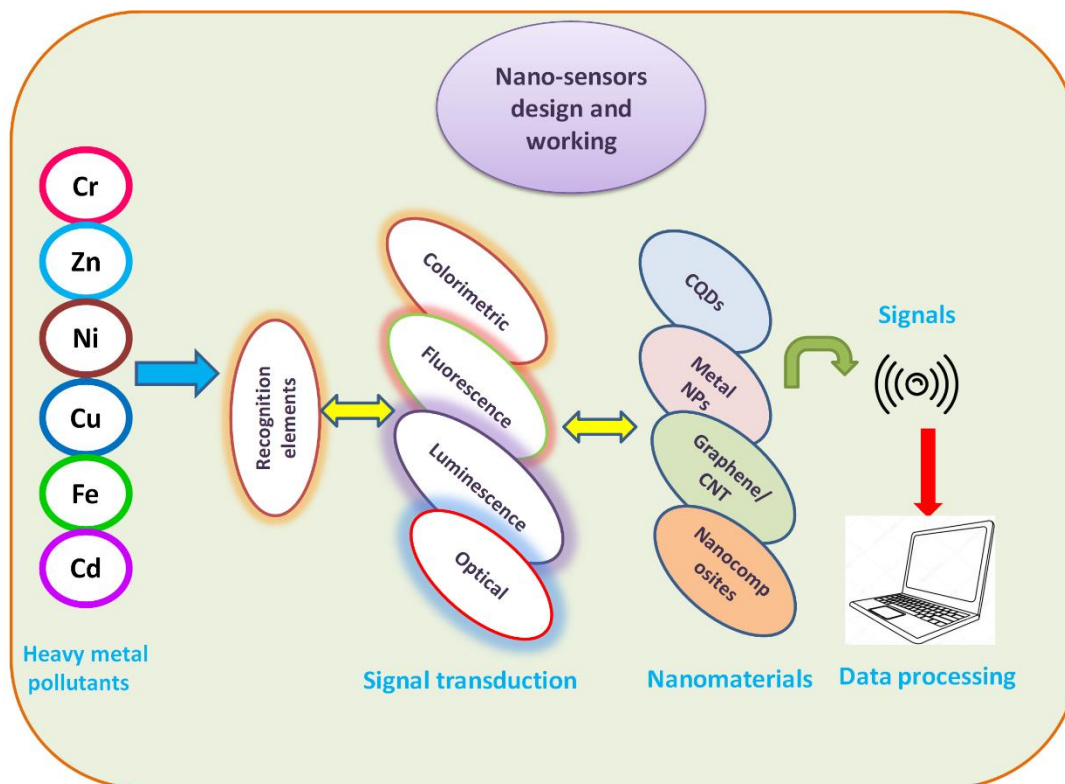 Nano-sensors
design and
working
Cr
Zn
Ni
Cu
Fe
Cd
Heavy metal
pollutants
Recognition
elements
Colorimetric
Fluorescence
Luminescence
Optical
Signal transduction
CQDs
Metal
NPs
Graphene/
CNT
Nanocomp
osites
Nanomaterials
Signals
Data processing